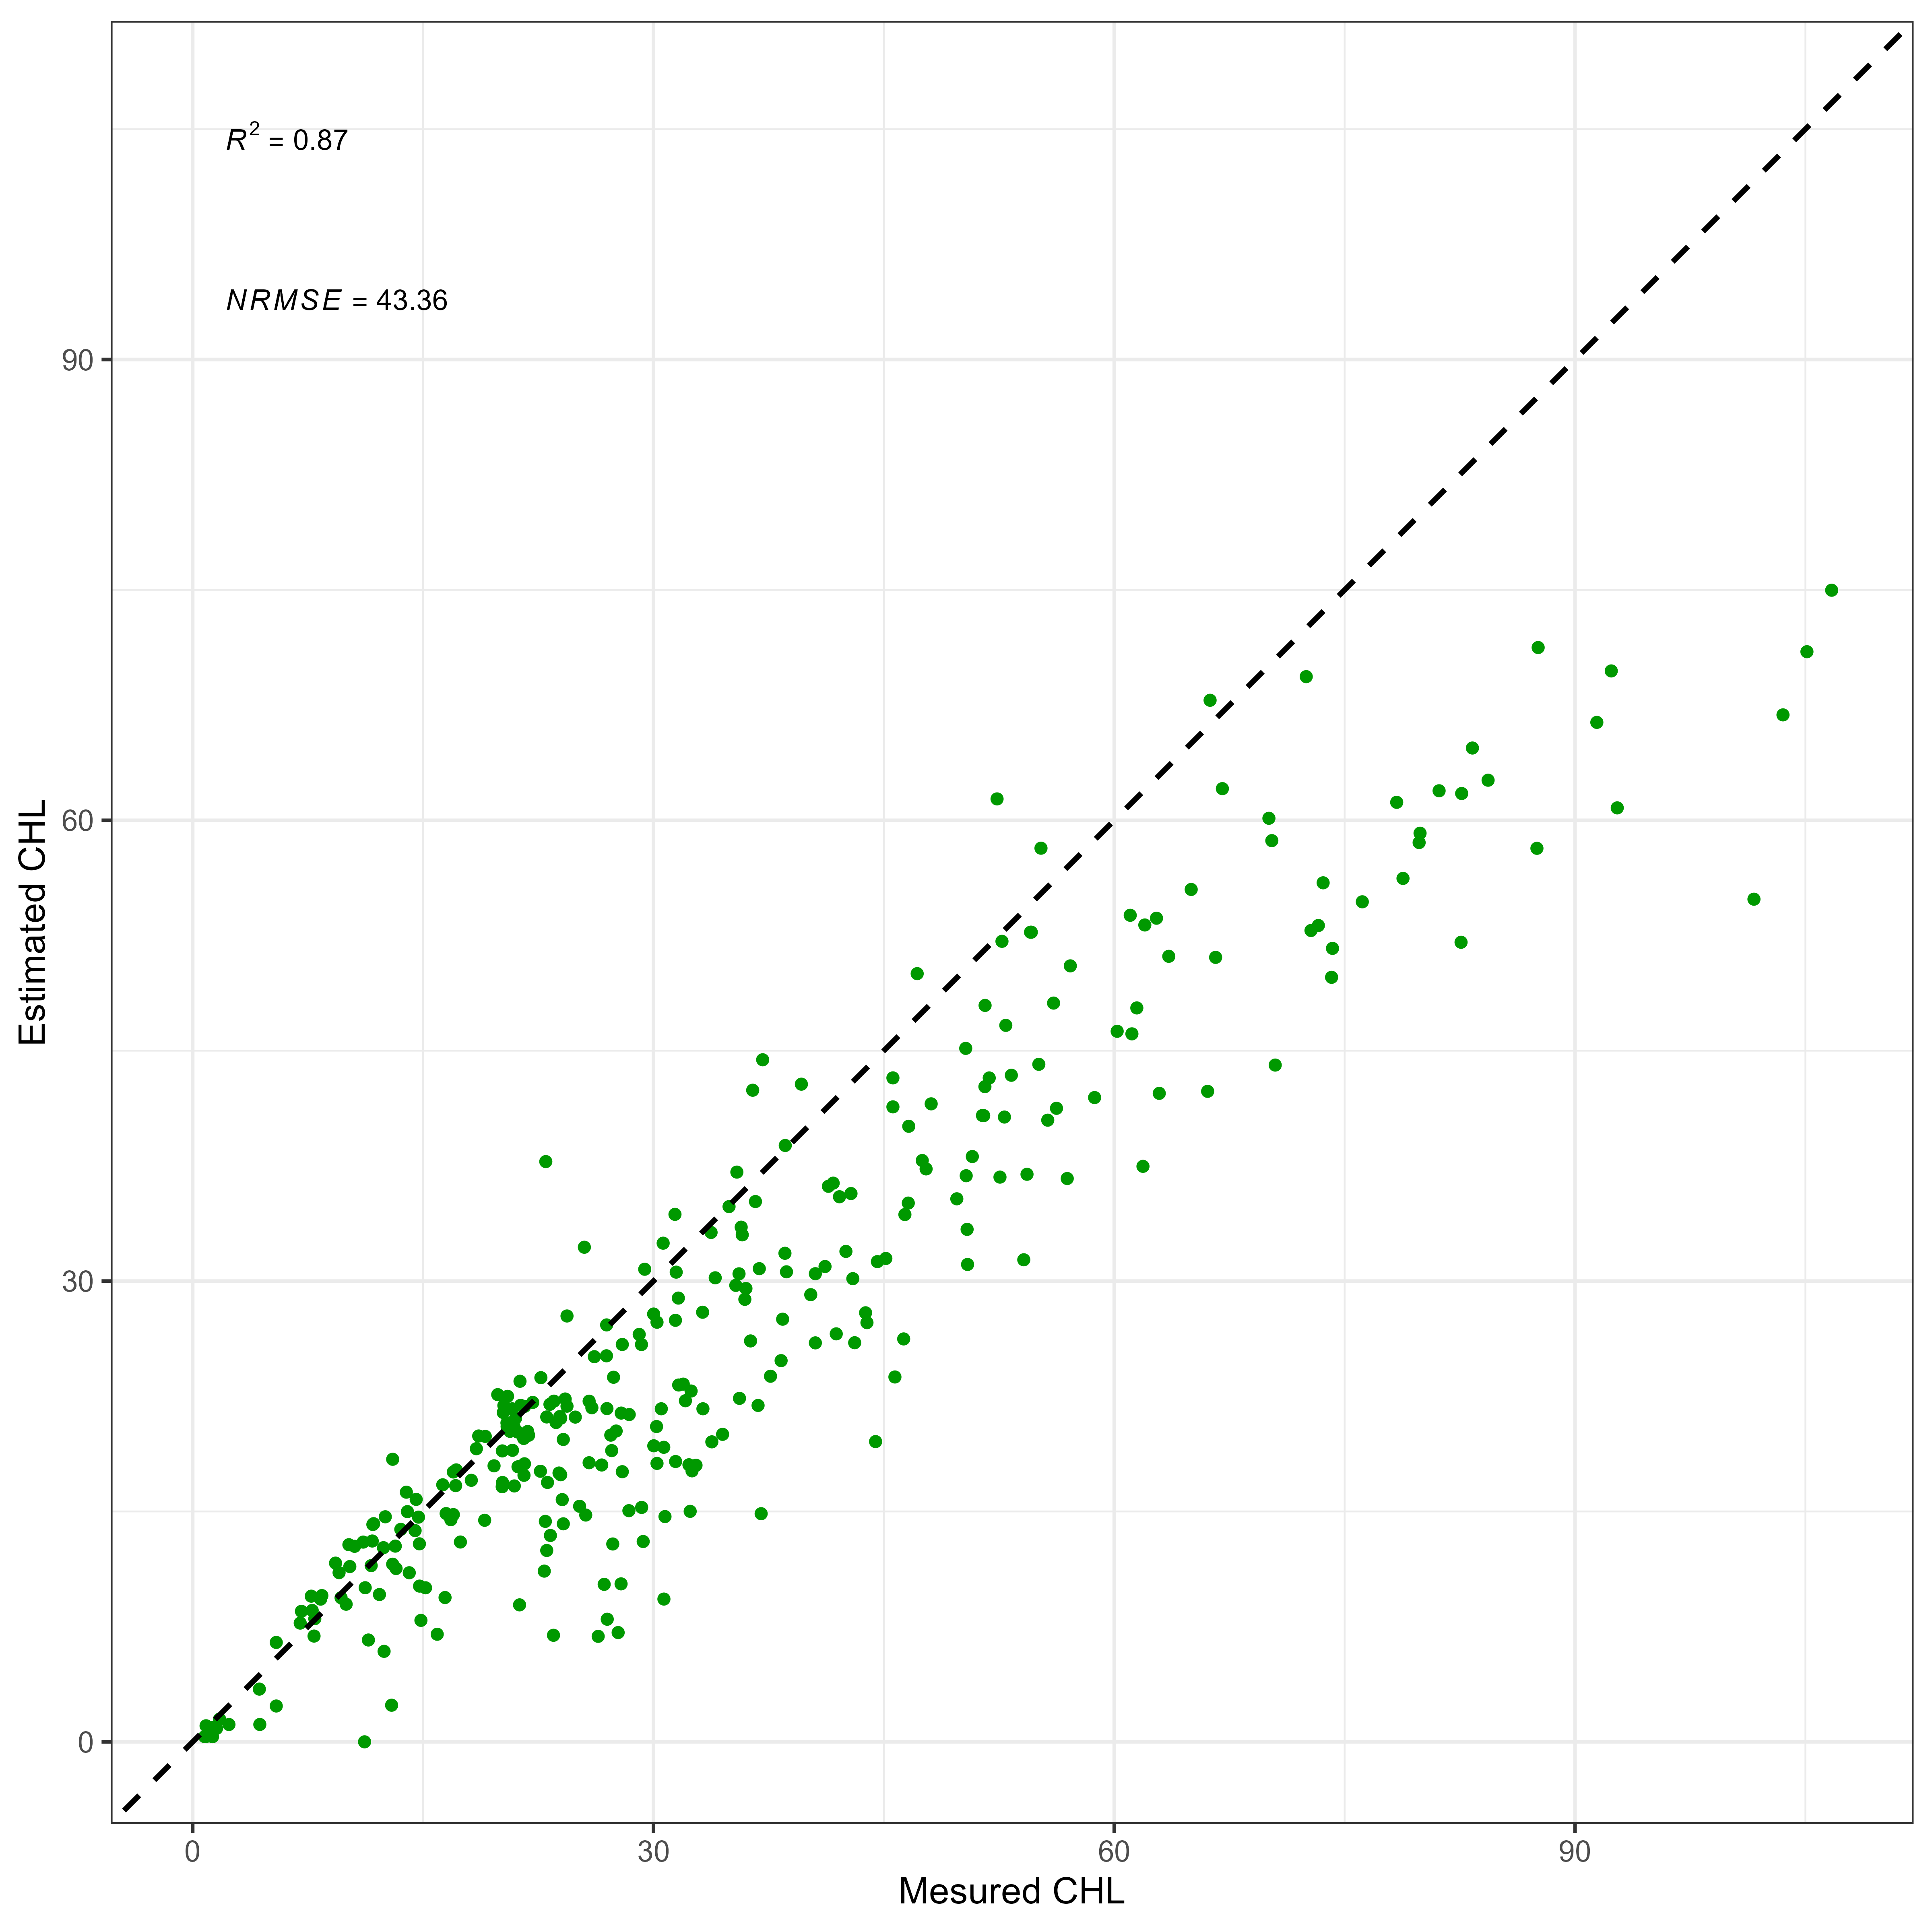 R2 = 0.87
NRMSE = 43.36
90
60
30
0
Estimated CHL
0 30 60 90
Mesured CHL